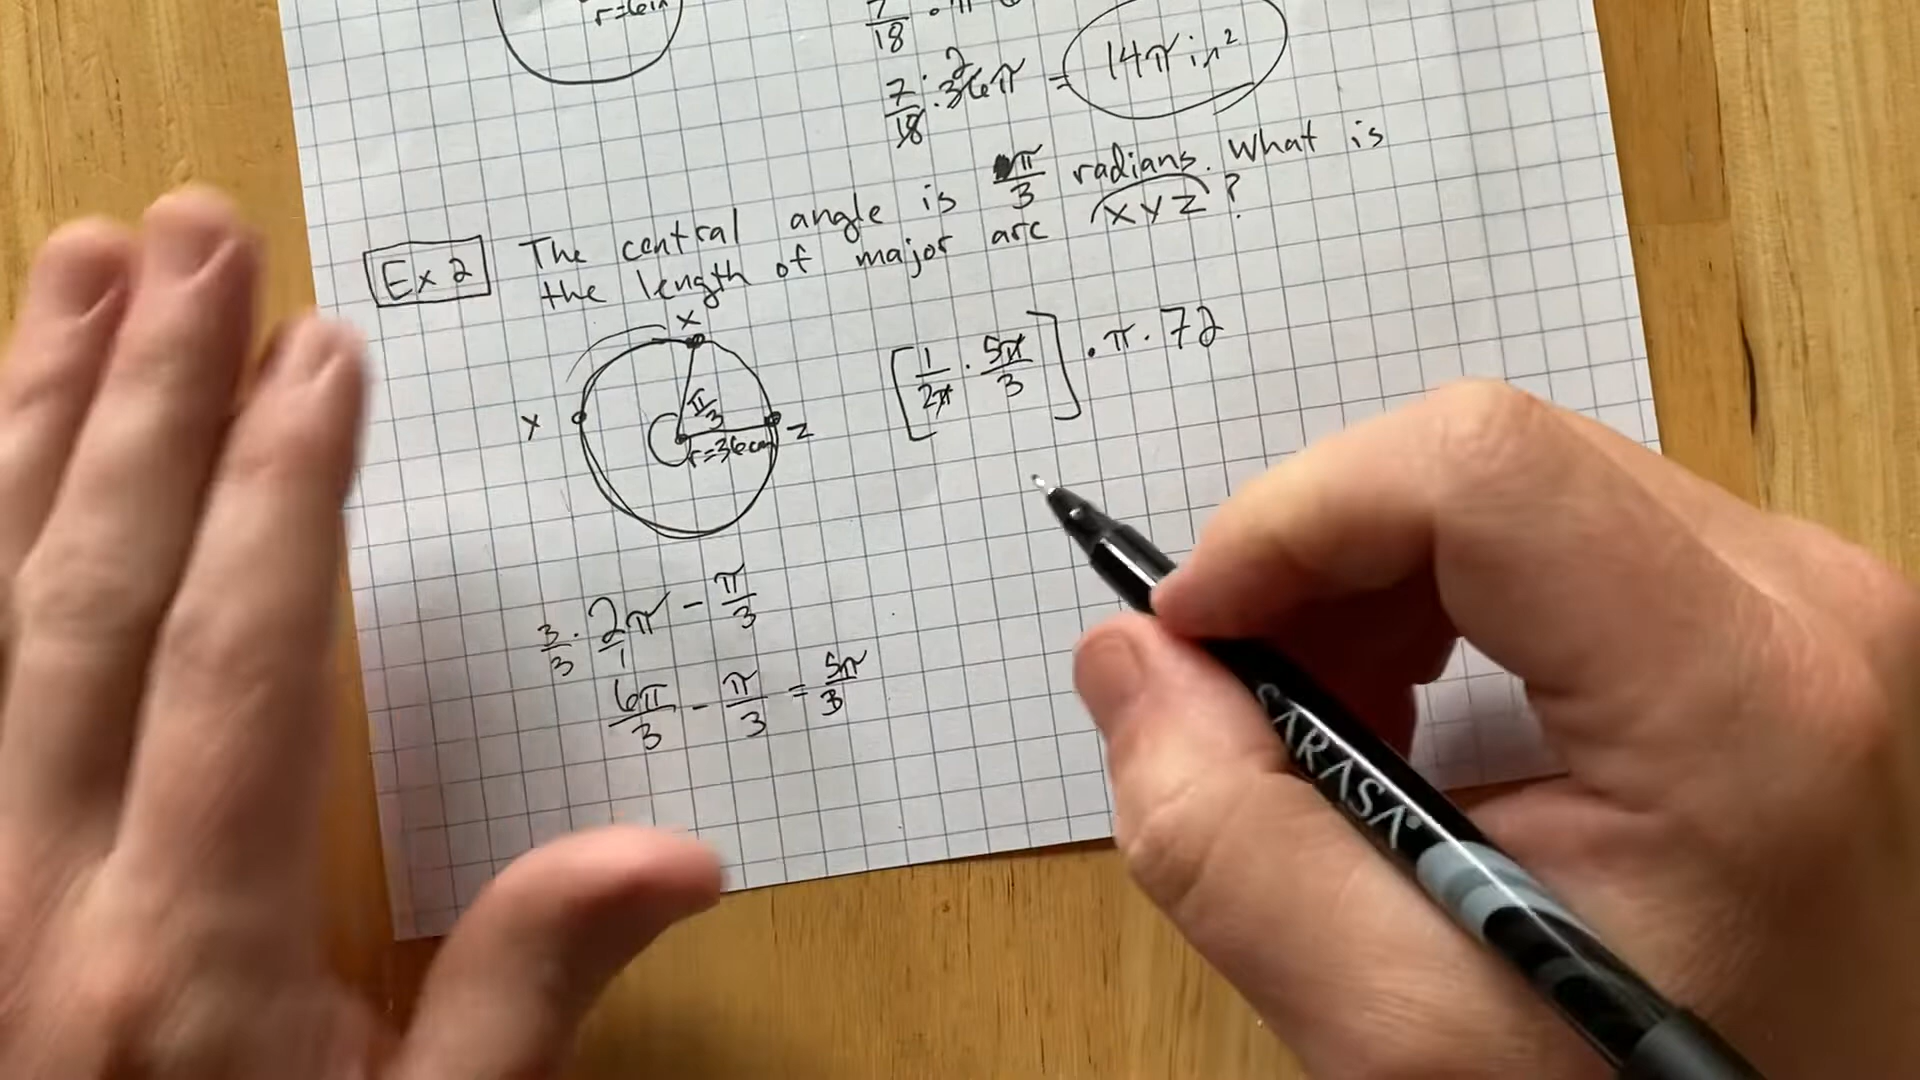 r=6in
7/18 · π
7/18 · 36π = 14π in²
2
Ex 2 The central angle is π/3 radians. What is
the length of major arc XYZ?
X
Y
π/3
r=36cm
Z
[1/2π · 5π/3] · π · 72
3/3 · 2π/1 - π/3
6π/3 - π/3 = 5π/3
SARASA